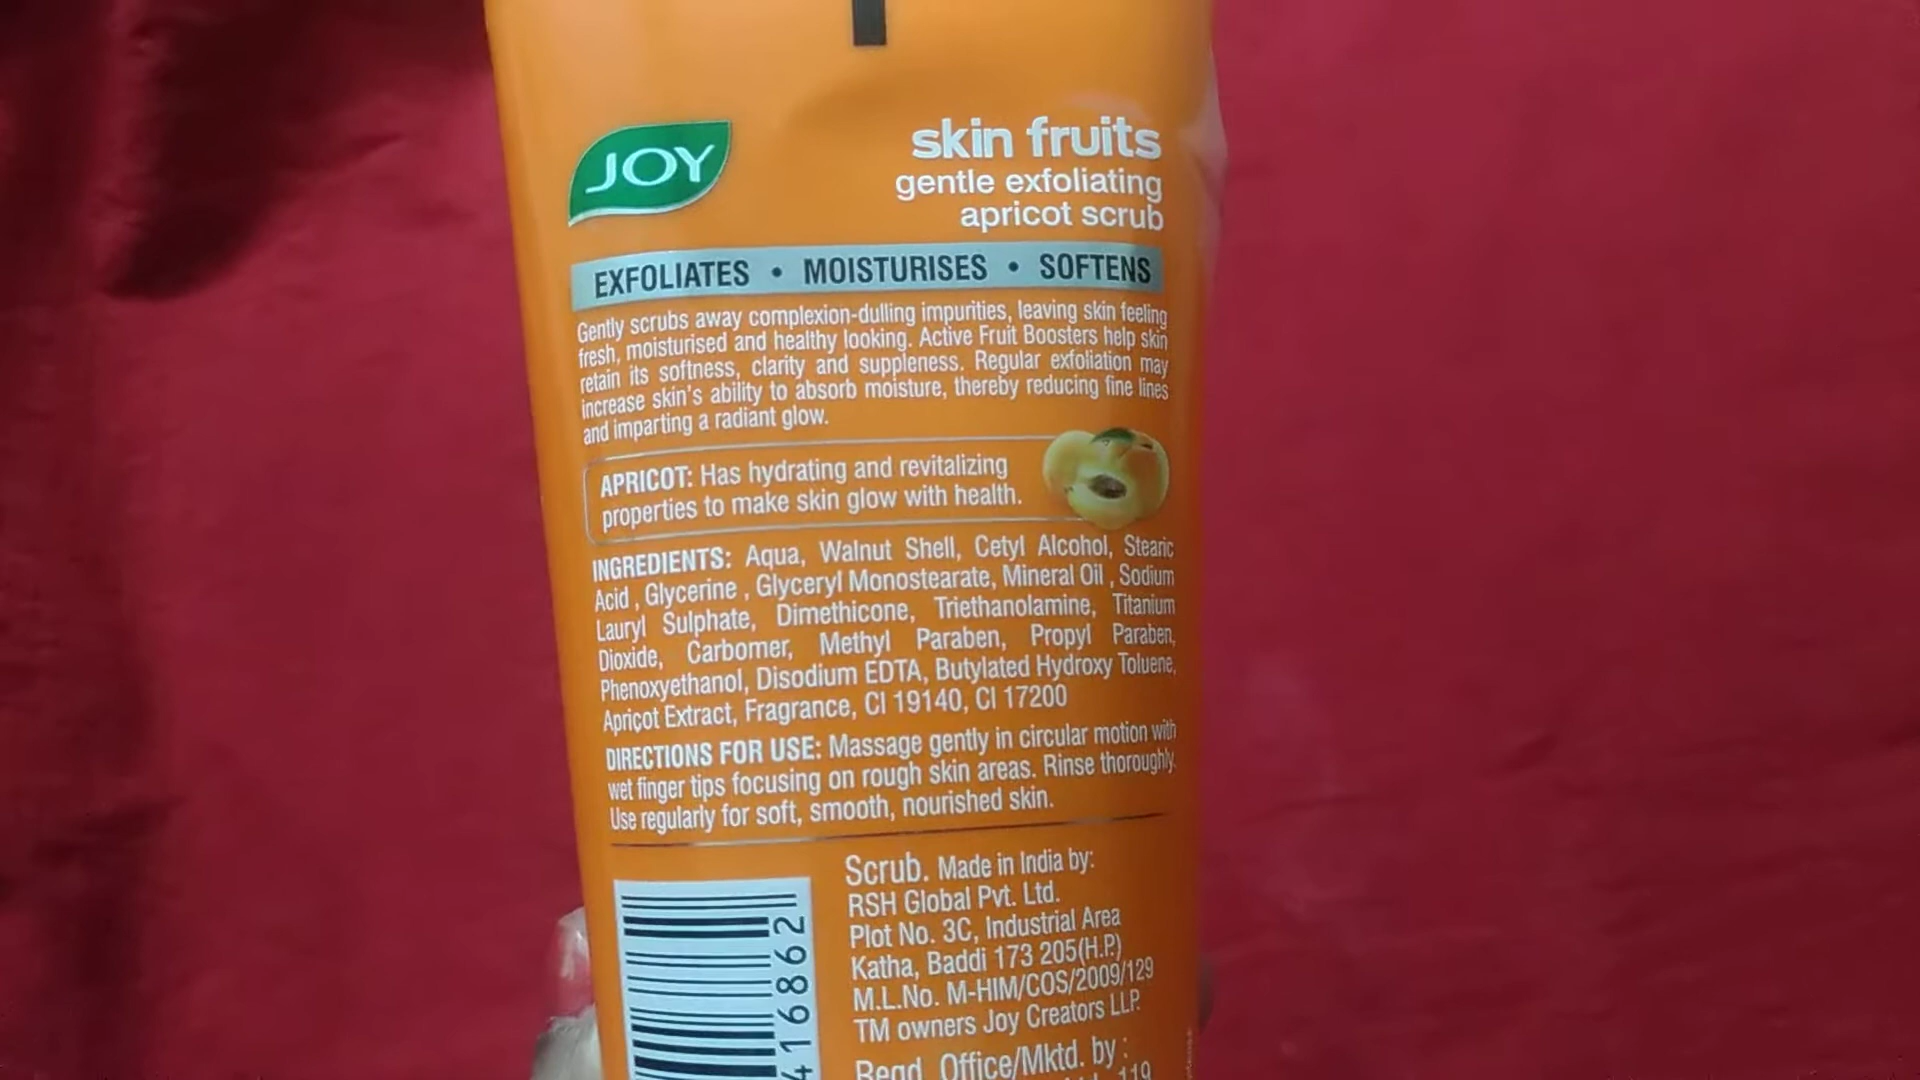 JOY
skin fruits
gentle exfoliating
apricot scrub
EXFOLIATES • MOISTURISES • SOFTENS
Gently scrubs away complexion-dulling impurities, leaving skin feeling
fresh, moisturised and healthy looking. Active Fruit Boosters help skin
retain its softness, clarity and suppleness. Regular exfoliation may
increase skin's ability to absorb moisture, thereby reducing fine lines
and imparting a radiant glow.
APRICOT: Has hydrating and revitalizing
properties to make skin glow with health.
INGREDIENTS: Aqua, Walnut Shell, Cetyl Alcohol, Stearic
Acid , Glycerine , Glyceryl Monostearate, Mineral Oil , Sodium
Lauryl Sulphate, Dimethicone, Triethanolamine, Titanium
Dioxide, Carbomer, Methyl Paraben, Propyl Paraben,
Phenoxyethanol, Disodium EDTA, Butylated Hydroxy Toluene,
Apricot Extract, Fragrance, CI 19140, CI 17200
DIRECTIONS FOR USE: Massage gently in circular motion with
wet finger tips focusing on rough skin areas. Rinse thoroughly.
Use regularly for soft, smooth, nourished skin.
416862
Scrub. Made in India by:
RSH Global Pvt. Ltd.
Plot No. 3C, Industrial Area
Katha, Baddi 173 205(H.P.)
M.L.No. M-HIM/COS/2009/129
TM owners Joy Creators LLP.
Regd. Office/Mktd. by :
119